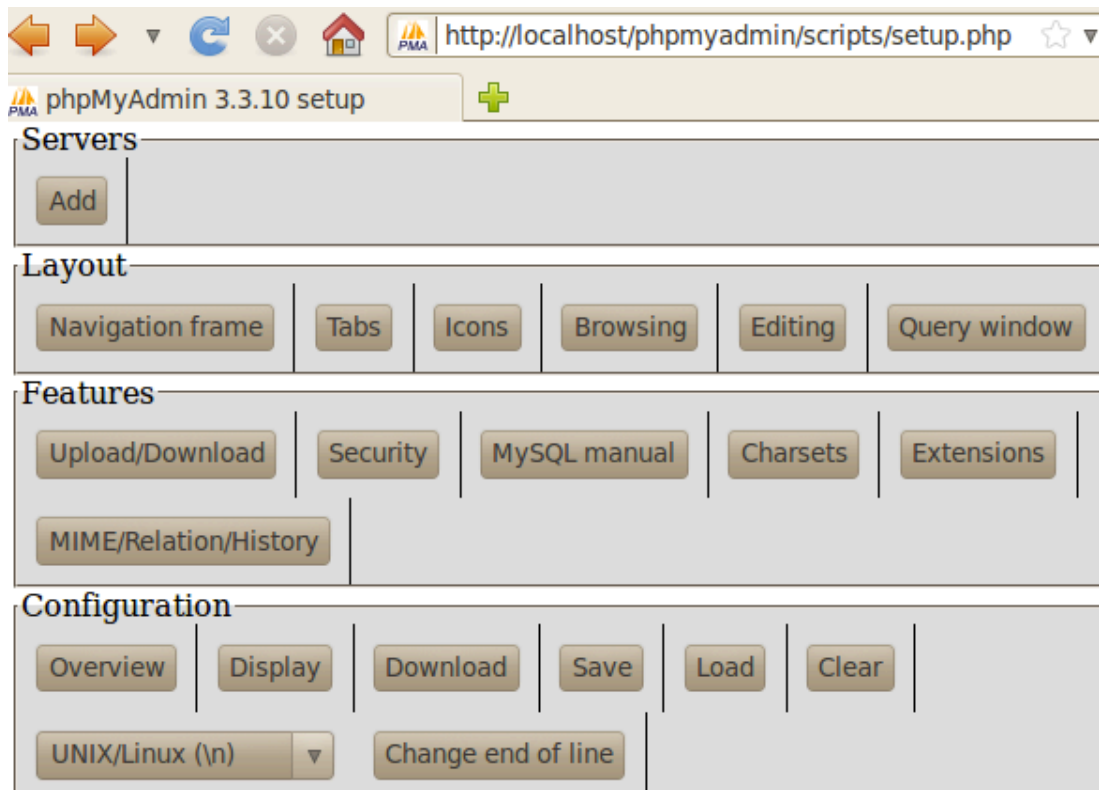 PMA http://localhost/phpmyadmin/scripts/setup.php
PMA phpMyAdmin 3.3.10 setup
Servers
Add
Layout
Navigation frame Tabs Icons Browsing Editing Query window
Features
Upload/Download Security MySQL manual Charsets Extensions
MIME/Relation/History
Configuration
Overview Display Download Save Load Clear
UNIX/Linux (\n) Change end of line